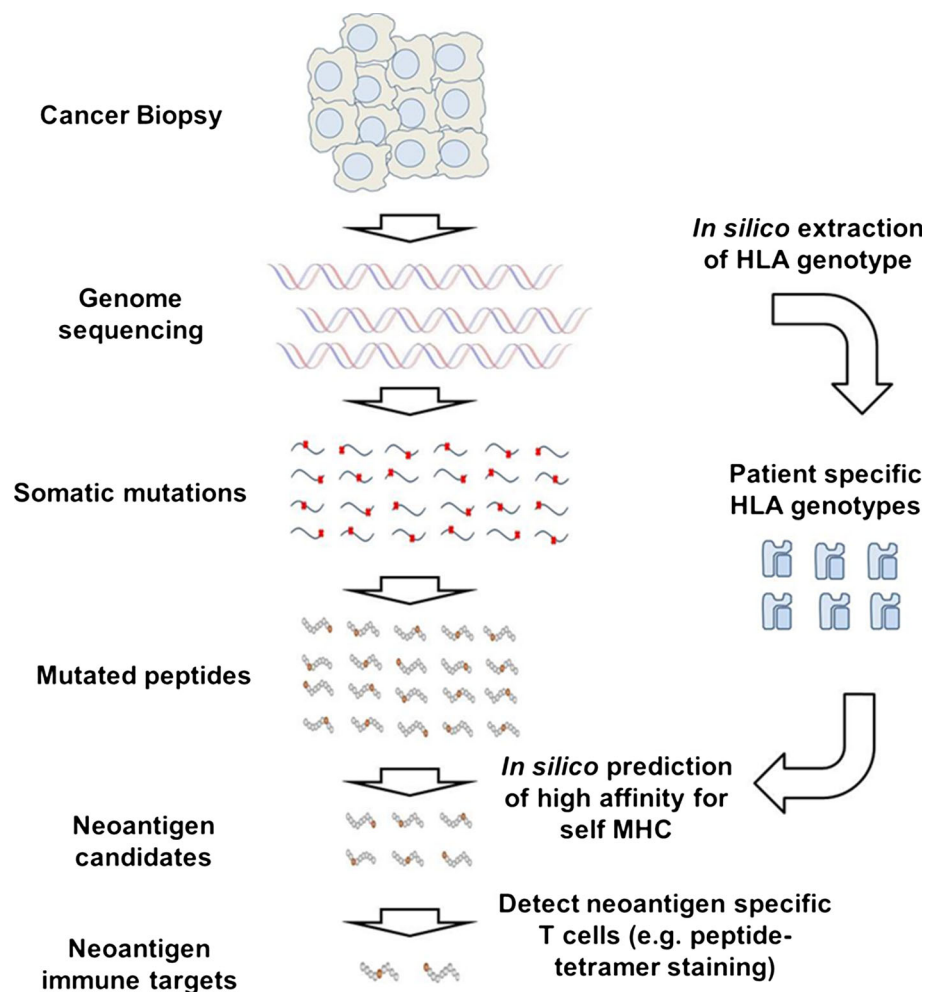 Cancer Biopsy
In silico extraction
of HLA genotype
Genome
sequencing
Patient specific
HLA genotypes
Somatic mutations
Mutated peptides
In silico prediction
of high affinity for
self MHC
Neoantigen
candidates
Detect neoantigen specific
T cells (e.g. peptide-
tetramer staining)
Neoantigen
immune targets